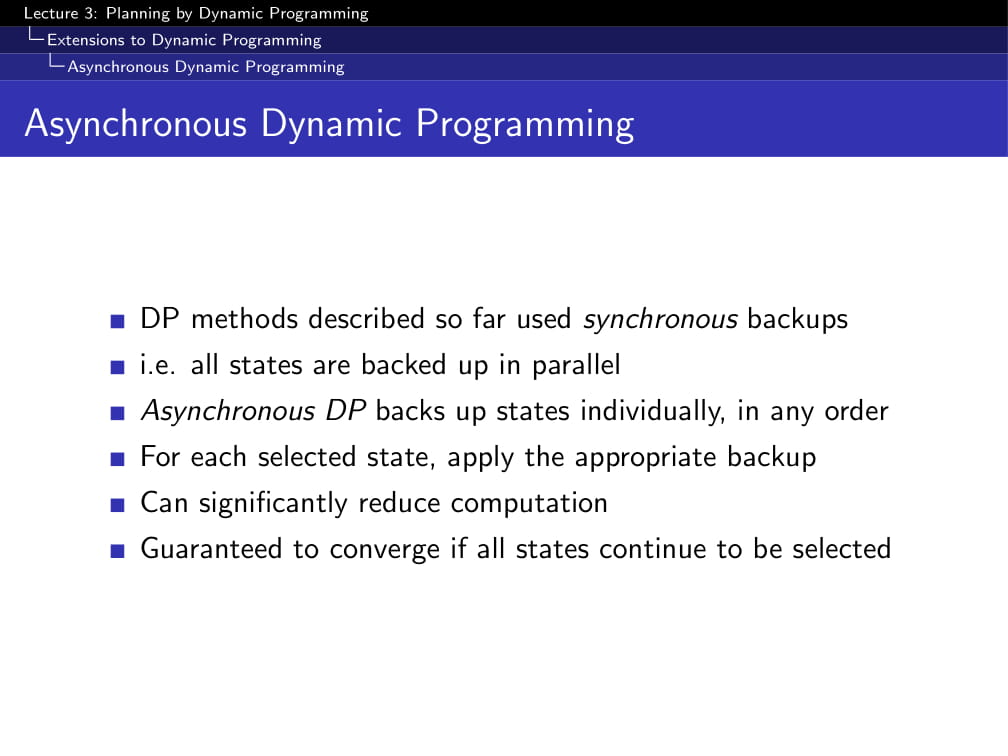 Lecture 3: Planning by Dynamic Programming
Extensions to Dynamic Programming
Asynchronous Dynamic Programming
Asynchronous Dynamic Programming
DP methods described so far used synchronous backups
i.e. all states are backed up in parallel
Asynchronous DP backs up states individually, in any order
For each selected state, apply the appropriate backup
Can significantly reduce computation
Guaranteed to converge if all states continue to be selected